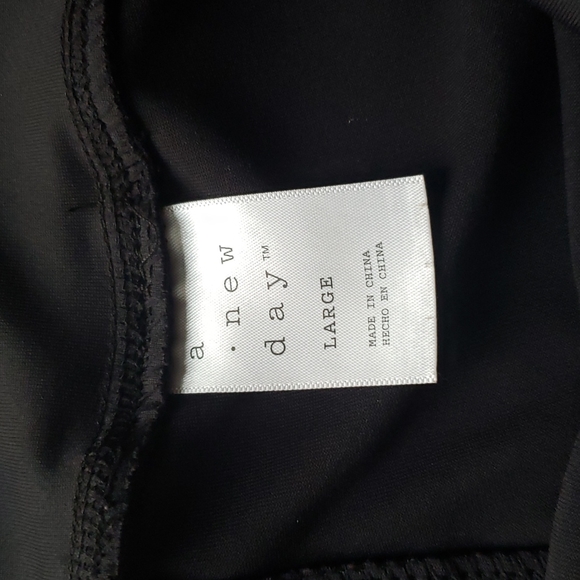 a
.new
day™
LARGE
MADE IN CHINA
HECHO EN CHINA